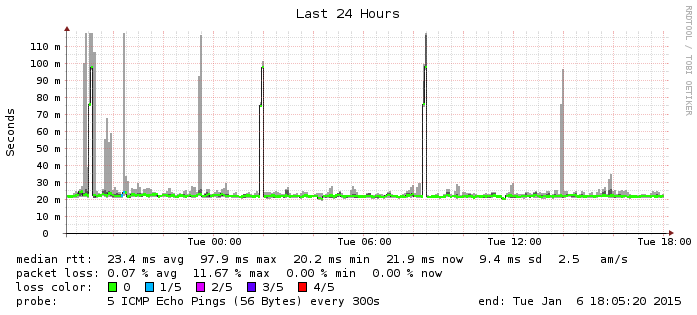 Last 24 Hours
RRDTOOL / TOBI OETIKER
Seconds
110 m
100 m
90 m
80 m
70 m
60 m
50 m
40 m
30 m
20 m
10 m
0
Tue 00:00 Tue 06:00 Tue 12:00 Tue 18:00
median rtt: 23.4 ms avg 97.9 ms max 20.2 ms min 21.9 ms now 9.4 ms sd 2.5 am/s
packet loss: 0.07 % avg 11.67 % max 0.00 % min 0.00 % now
loss color: 0 1/5 2/5 3/5 4/5
probe: 5 ICMP Echo Pings (56 Bytes) every 300s end: Tue Jan 6 18:05:20 2015